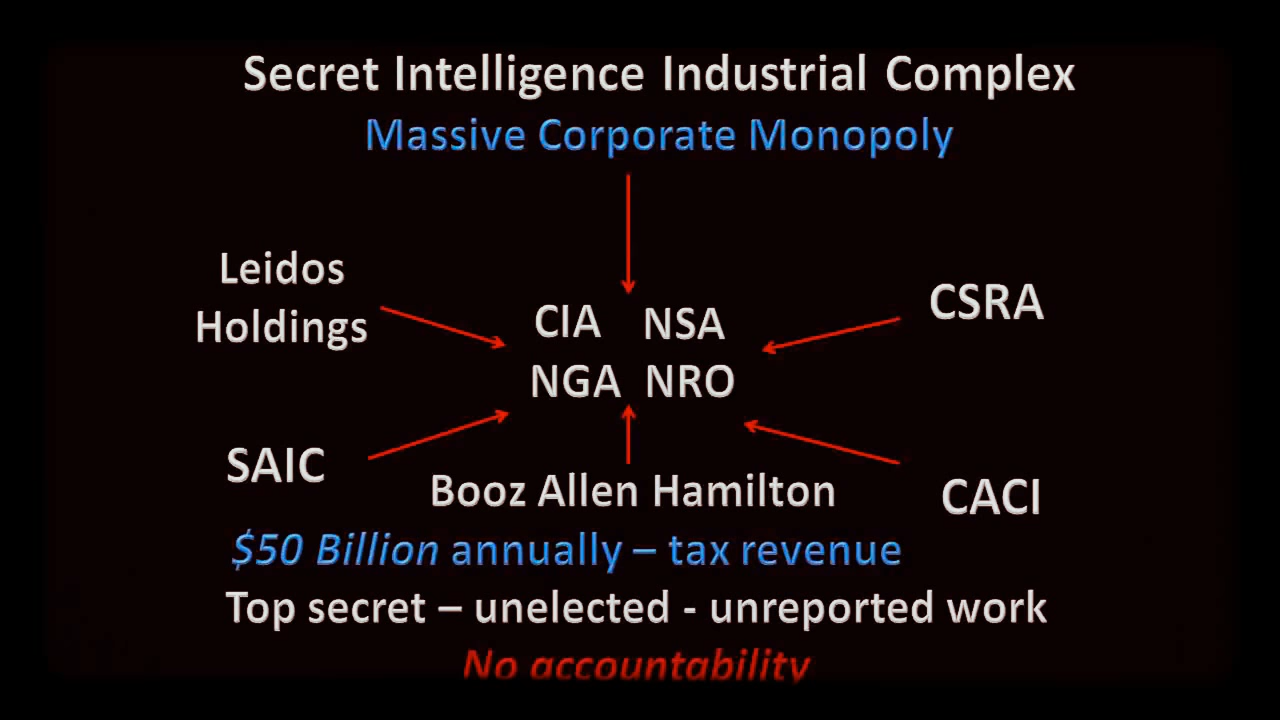 Secret Intelligence Industrial Complex
Massive Corporate Monopoly
Leidos
Holdings
CIA NSA
NGA NRO
CSRA
SAIC
Booz Allen Hamilton
CACI
$50 Billion annually – tax revenue
Top secret – unelected - unreported work
No accountability